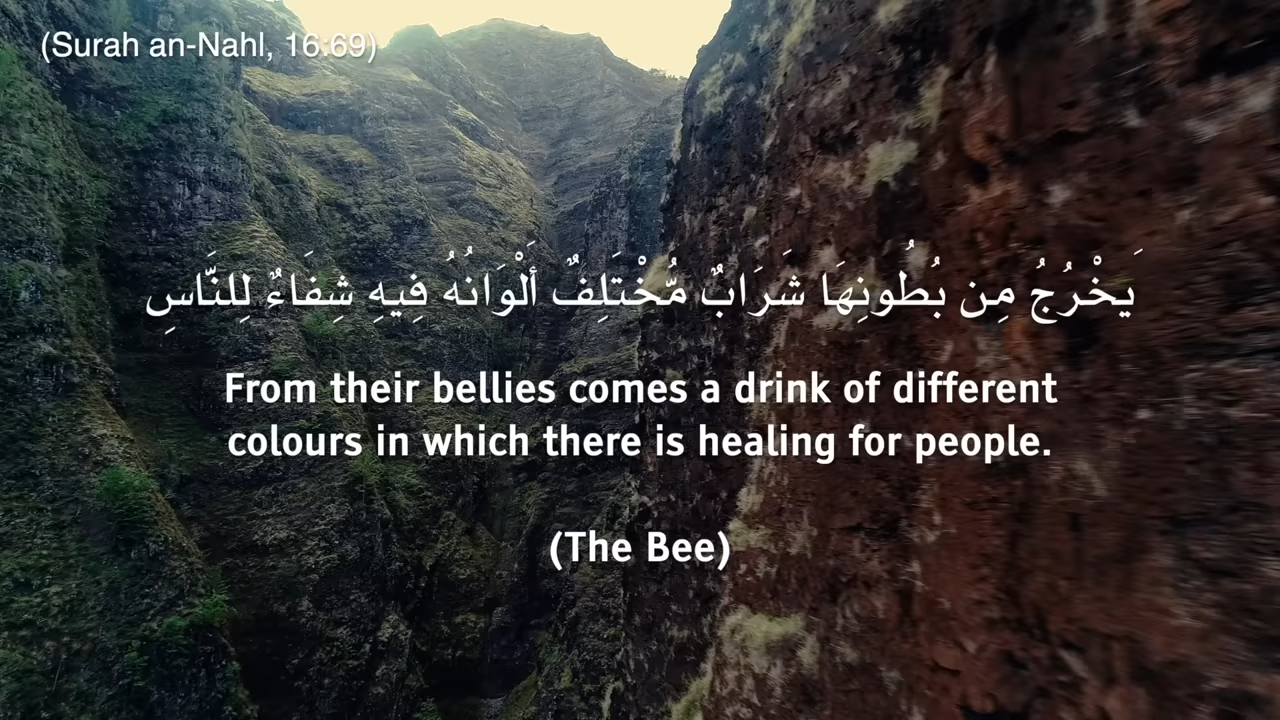 (Surah an-Nahl, 16:69)
يَخْرُجُ مِن بُطُونِهَا شَرَابٌ مُّخْتَلِفٌ أَلْوَانُهُ فِيهِ شِفَاءٌ لِلنَّاسِ
From their bellies comes a drink of different
colours in which there is healing for people.
(The Bee)